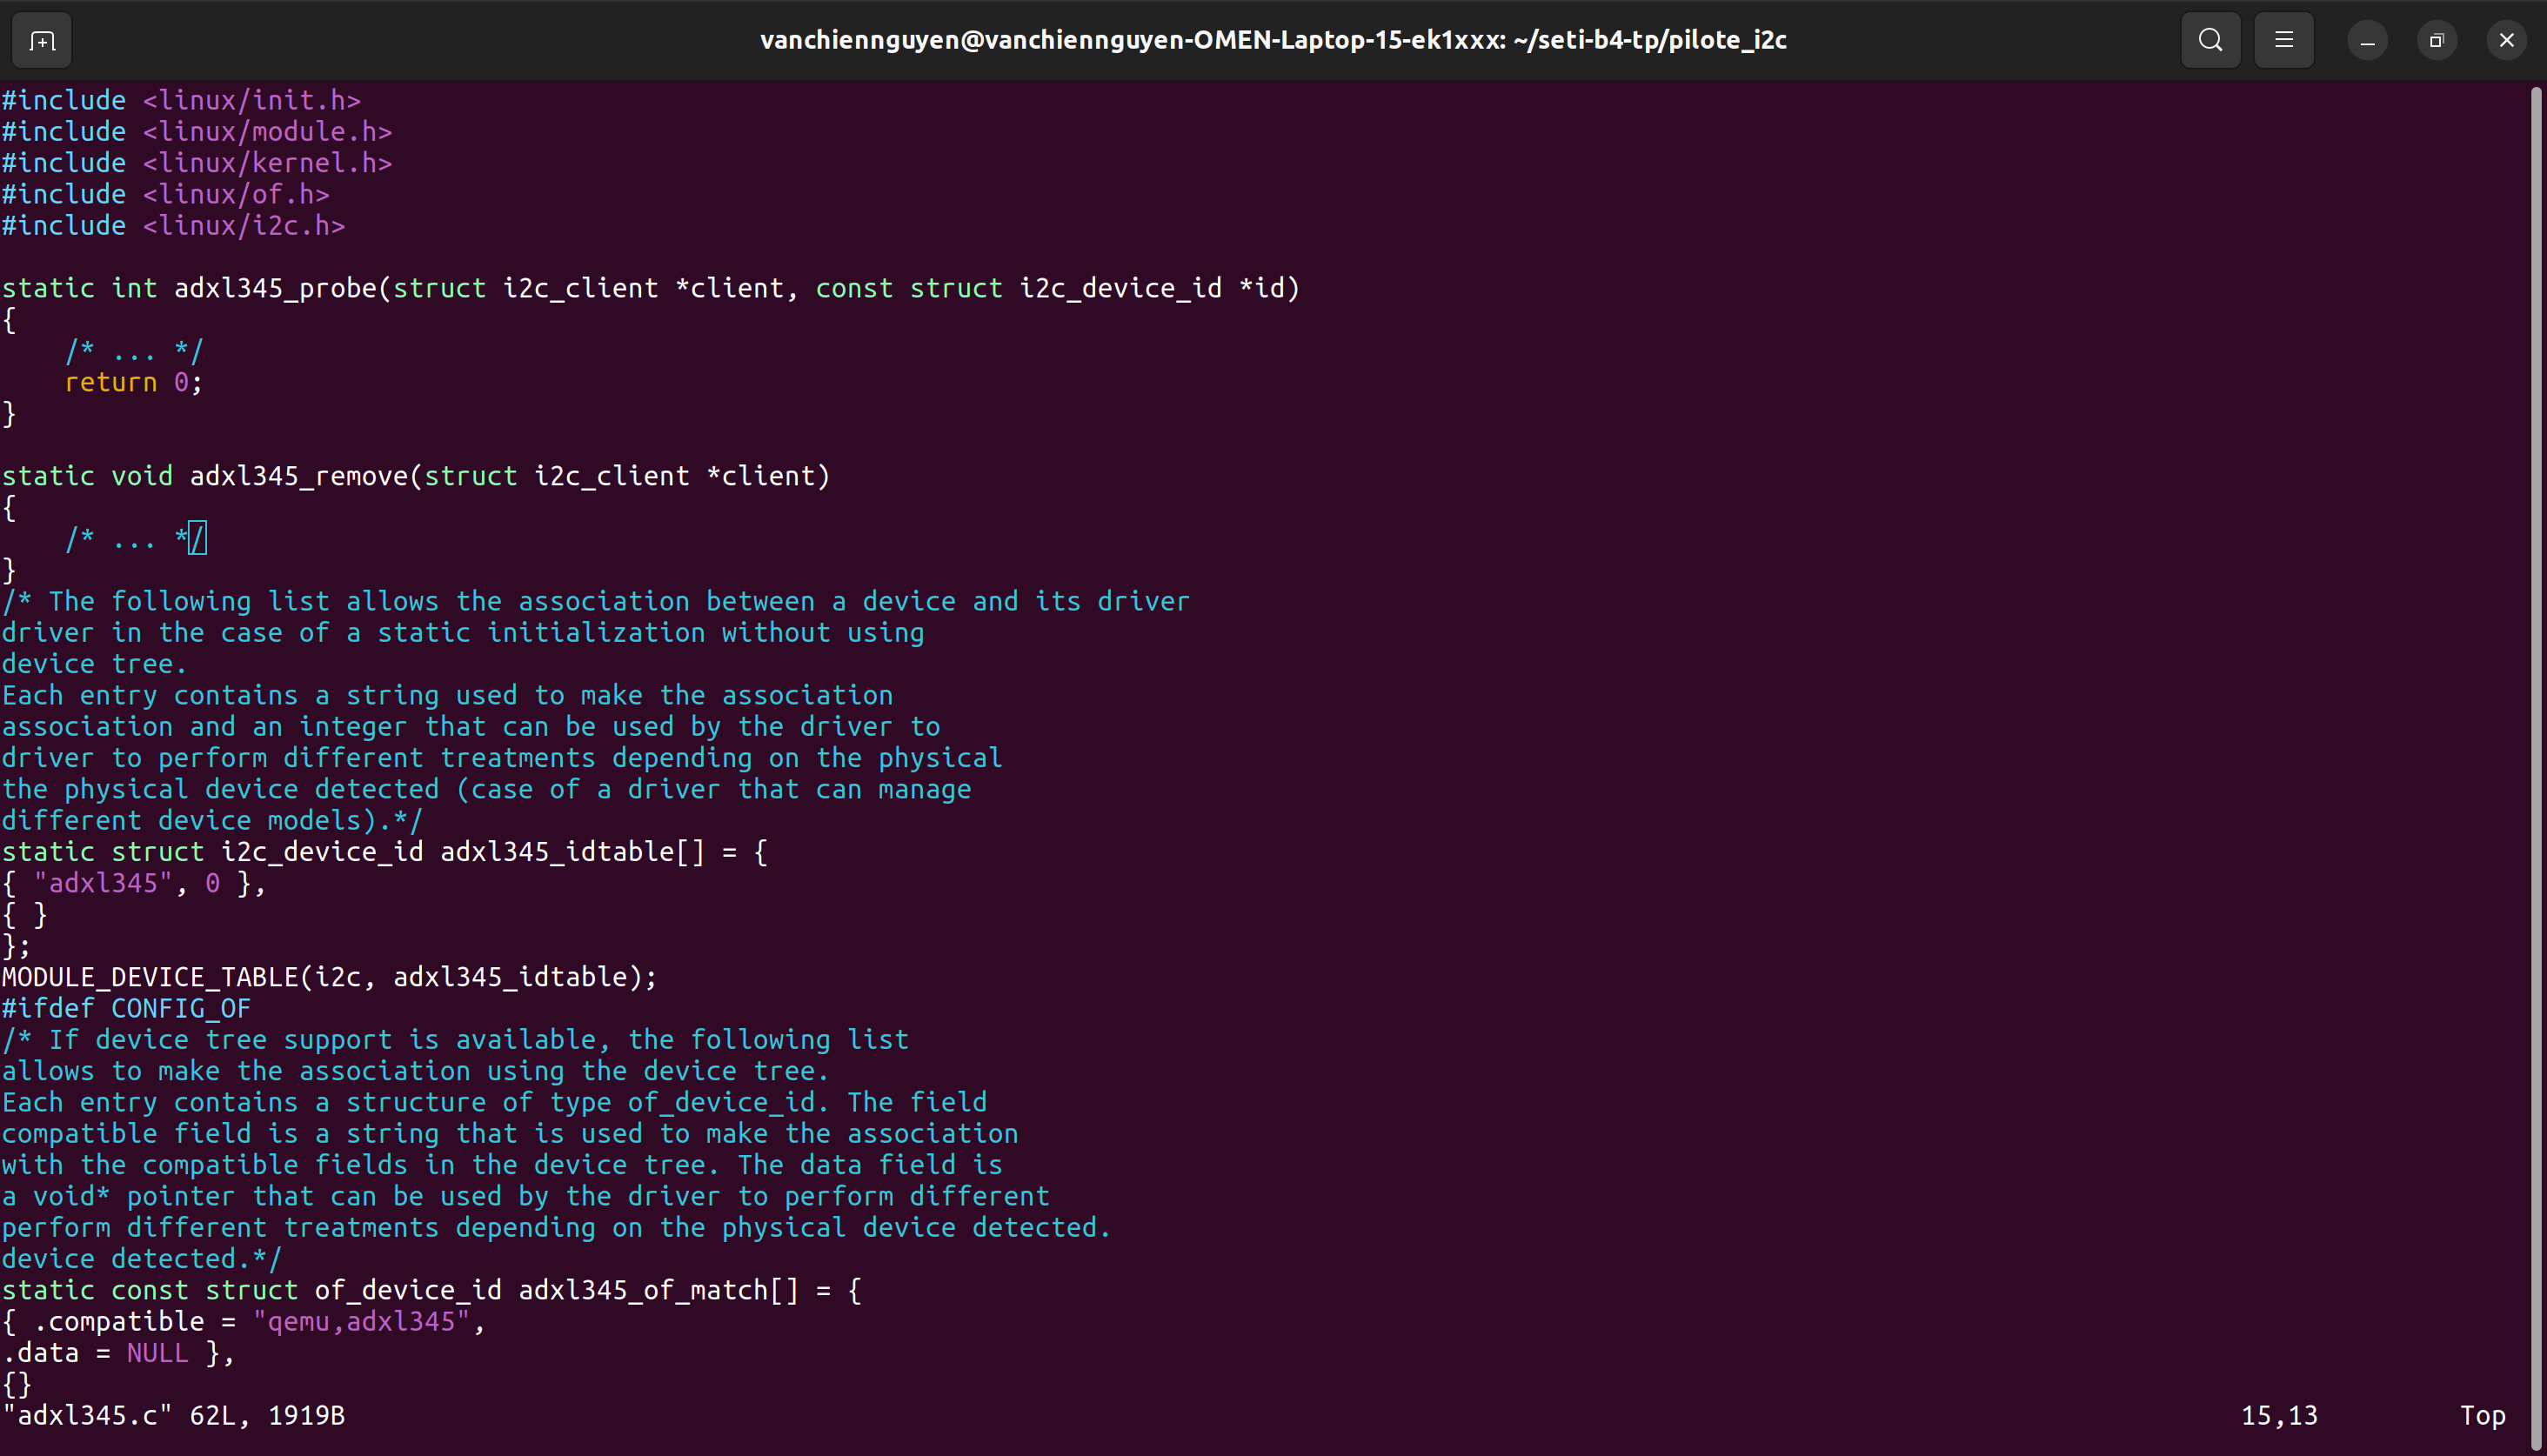 vanchiennguyen@vanchiennguyen-OMEN-Laptop-15-ek1xxx: ~/seti-b4-tp/pilote_i2c
#include <linux/init.h>
#include <linux/module.h>
#include <linux/kernel.h>
#include <linux/of.h>
#include <linux/i2c.h>

static int adxl345_probe(struct i2c_client *client, const struct i2c_device_id *id)
{
    /* ... */
    return 0;
}

static void adxl345_remove(struct i2c_client *client)
{
    /* ... */
}
/* The following list allows the association between a device and its driver
driver in the case of a static initialization without using
device tree.
Each entry contains a string used to make the association
association and an integer that can be used by the driver to
driver to perform different treatments depending on the physical
the physical device detected (case of a driver that can manage
different device models).*/
static struct i2c_device_id adxl345_idtable[] = {
{ "adxl345", 0 },
{ }
};
MODULE_DEVICE_TABLE(i2c, adxl345_idtable);
#ifdef CONFIG_OF
/* If device tree support is available, the following list
allows to make the association using the device tree.
Each entry contains a structure of type of_device_id. The field
compatible field is a string that is used to make the association
with the compatible fields in the device tree. The data field is
a void* pointer that can be used by the driver to perform different
perform different treatments depending on the physical device detected.
device detected.*/
static const struct of_device_id adxl345_of_match[] = {
{ .compatible = "qemu,adxl345",
.data = NULL },
{}
"adxl345.c" 62L, 1919B 15,13 Top